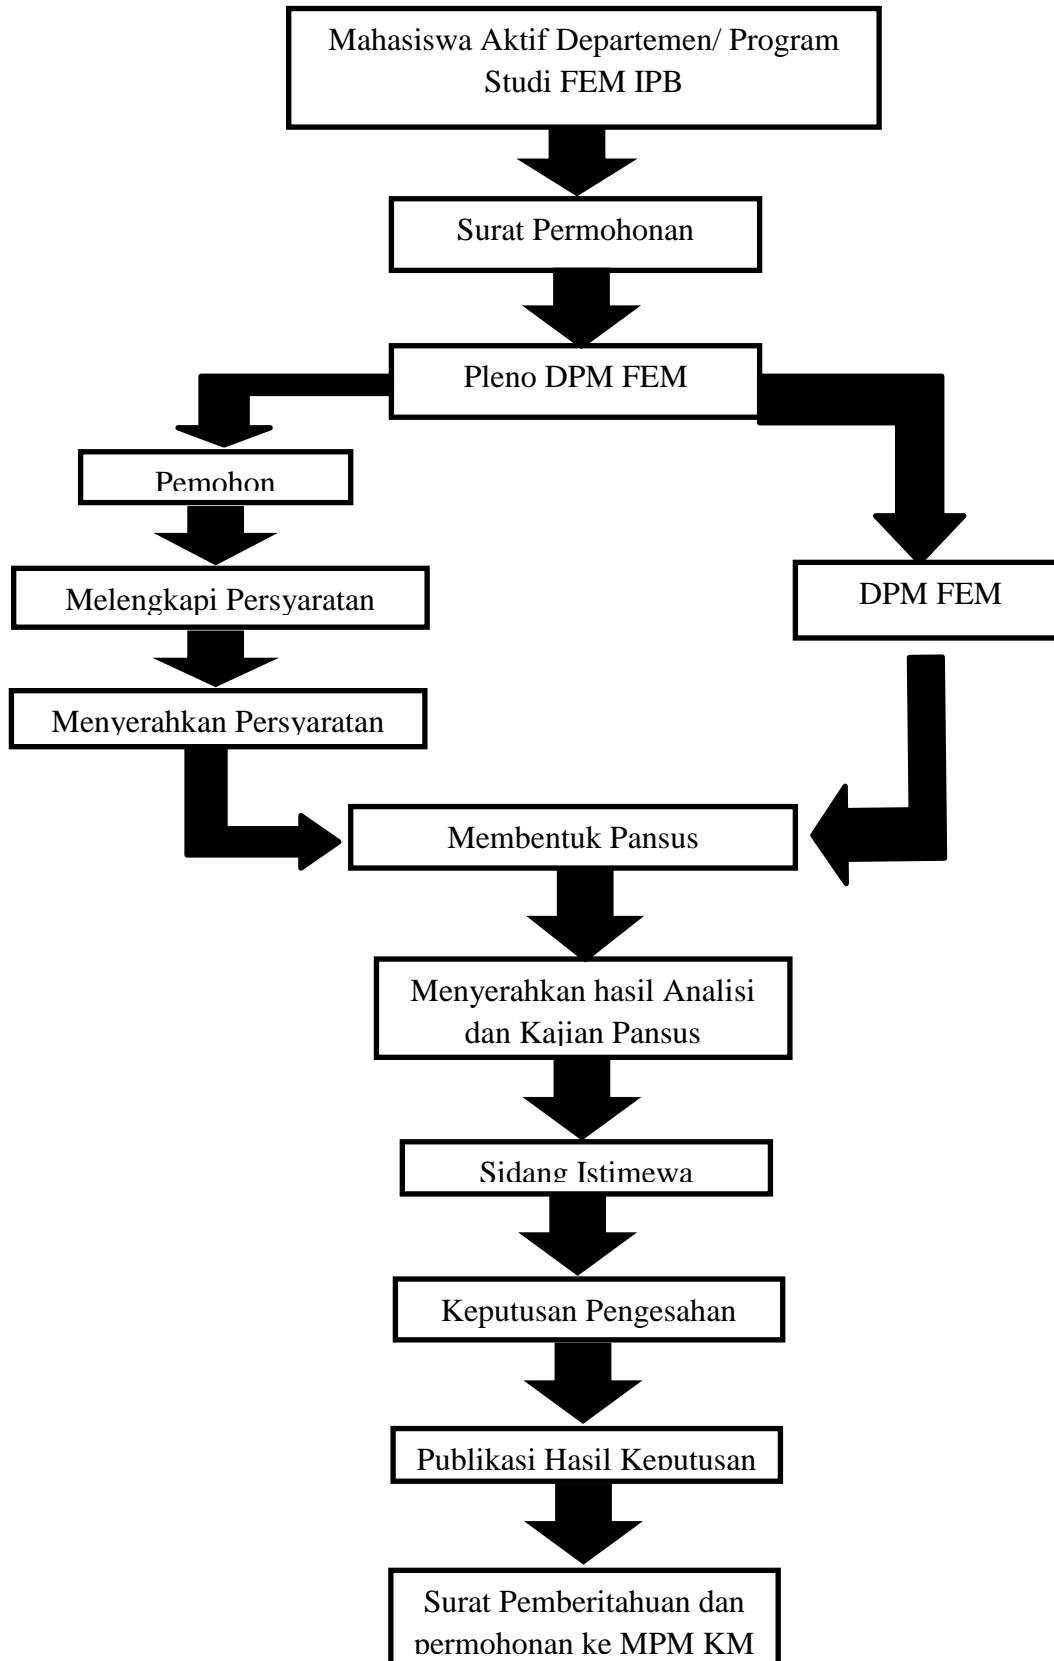 Mahasiswa Aktif Departemen/ Program
Studi FEM IPB
Surat Permohonan
Pleno DPM FEM
Pemohon
Melengkapi Persyaratan
DPM FEM
Menyerahkan Persyaratan
Membentuk Pansus
Menyerahkan hasil Analisi
dan Kajian Pansus
Sidang Istimewa
Keputusan Pengesahan
Publikasi Hasil Keputusan
Surat Pemberitahuan dan
permohonan ke MPM KM